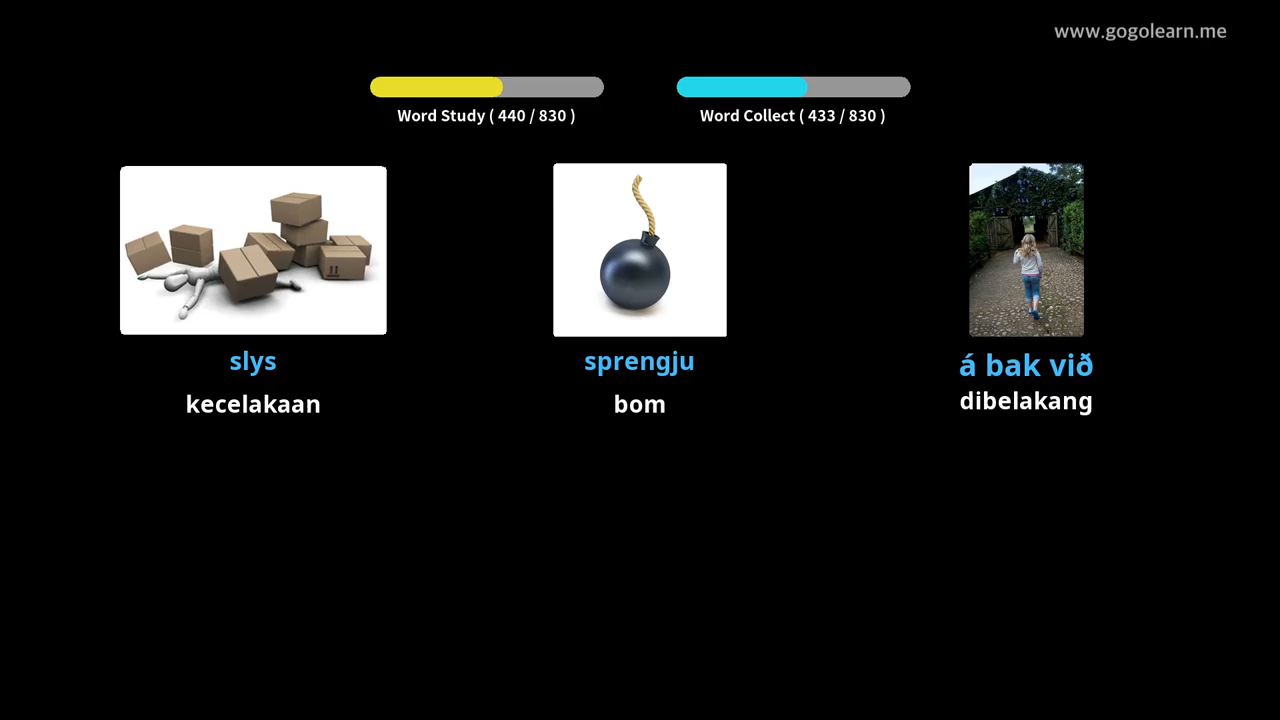 www.gogolearn.me
Word Study ( 440 / 830 )
Word Collect ( 433 / 830 )
slys
sprengju
á bak við
kecelakaan
bom
dibelakang